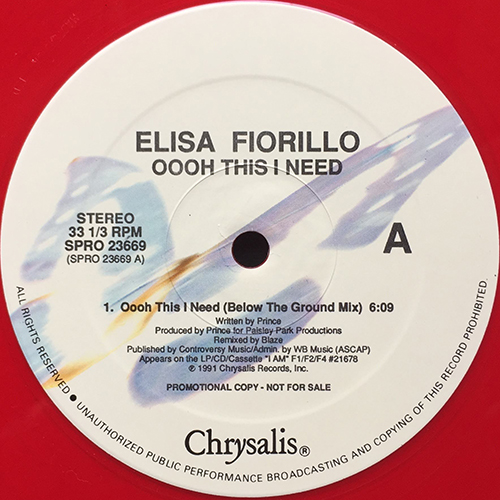 ELISA FIORILLO
OOOH THIS I NEED
STEREO
33 1/3 RPM
SPRO 23669
(SPRO 23669 A)
A
1. Oooh This I Need (Below The Ground Mix) 6:09
Written by Prince
Produced by Prince for Paisley Park Productions
Remixed by Blaze
Published by Controversy Music/Admin. by WB Music (ASCAP)
Appears on the LP/CD/Cassette "I AM" F1/F2/F4 #21678
℗ 1991 Chrysalis Records, Inc.
PROMOTIONAL COPY - NOT FOR SALE
Chrysalis®
ALL RIGHTS RESERVED. • UNAUTHORIZED PUBLIC PERFORMANCE BROADCASTING AND COPYING OF THIS RECORD PROHIBITED.